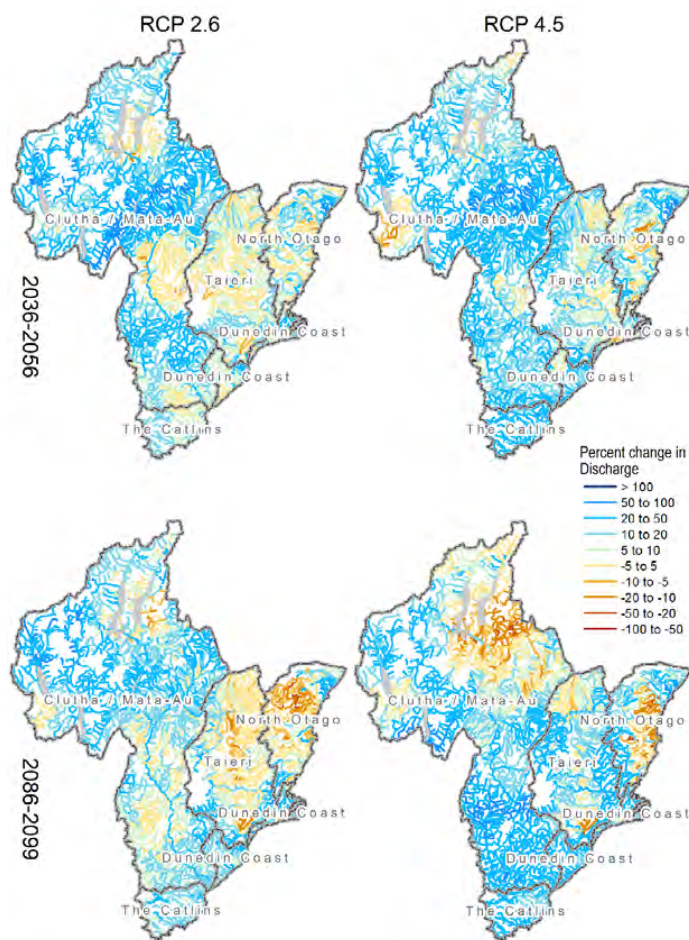 RCP 2.6
RCP 4.5
2036-2056
Clutha / Mata-Au
North Otago
Taieri
Dunedin Coast
Dunedin Coast
The Catlins
Clutha / Mata-Au
North Otago
Taieri
Dunedin Coast
Dunedin Coast
The Catlins
Percent change in
Discharge
> 100
50 to 100
20 to 50
10 to 20
5 to 10
-5 to 5
-10 to -5
-20 to -10
-50 to -20
-100 to -50
2086-2099
Clutha / Mata-Au
North Otago
Taieri
Dunedin Coast
Dunedin Coast
The Catlins
Clutha / Mata-Au
North Otago
Taieri
Dunedin Coast
Dunedin Coast
The Catlins